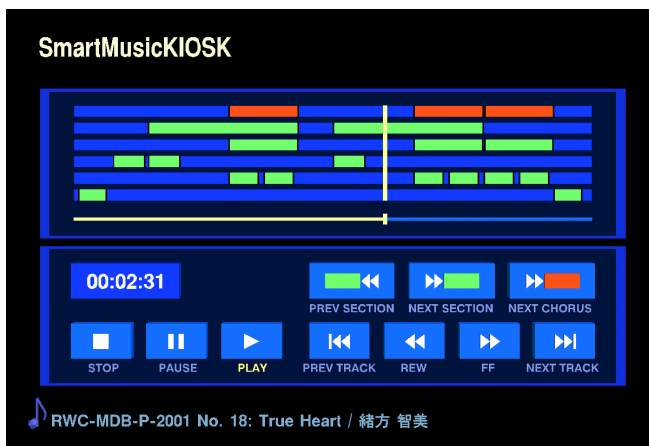 SmartMusicKIOSK
00:02:31
PREV SECTION NEXT SECTION NEXT CHORUS
STOP PAUSE PLAY PREV TRACK REW FF NEXT TRACK
RWC-MDB-P-2001 No. 18: True Heart / 緒方 智美